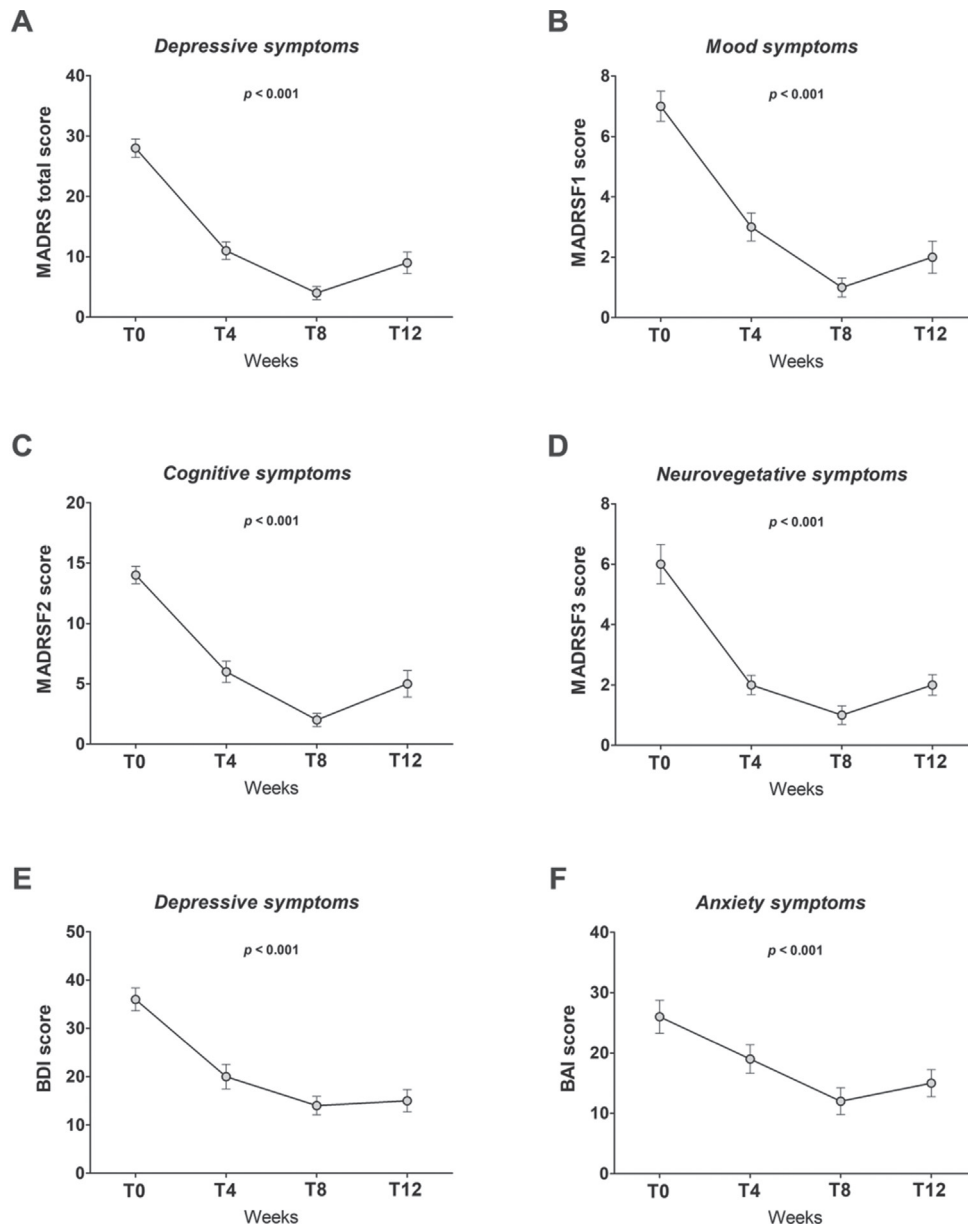 A
Depressive symptoms
p < 0.001
MADRS total score
40
30
20
10
0
T0 T4 T8 T12
Weeks
B
Mood symptoms
p < 0.001
MADRSF1 score
8
6
4
2
0
T0 T4 T8 T12
Weeks
C
Cognitive symptoms
p < 0.001
MADRSF2 score
20
15
10
5
0
T0 T4 T8 T12
Weeks
D
Neurovegetative symptoms
p < 0.001
MADRSF3 score
8
6
4
2
0
T0 T4 T8 T12
Weeks
E
Depressive symptoms
p < 0.001
BDI score
50
40
30
20
10
0
T0 T4 T8 T12
Weeks
F
Anxiety symptoms
p < 0.001
BAI score
40
30
20
10
0
T0 T4 T8 T12
Weeks